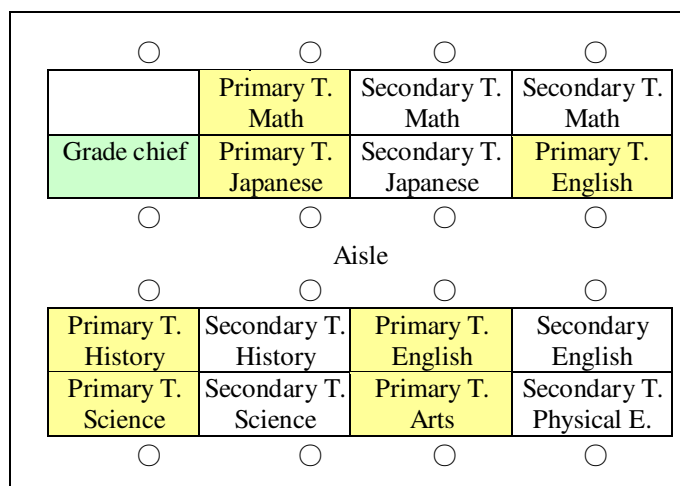 Primary T. Secondary T. Secondary T.
Math Math Math
Grade chief Primary T. Secondary T. Primary T.
Japanese Japanese English
Aisle
Primary T. Secondary T. Primary T. Secondary
History History English English
Primary T. Secondary T. Primary T. Secondary T.
Science Science Arts Physical E.